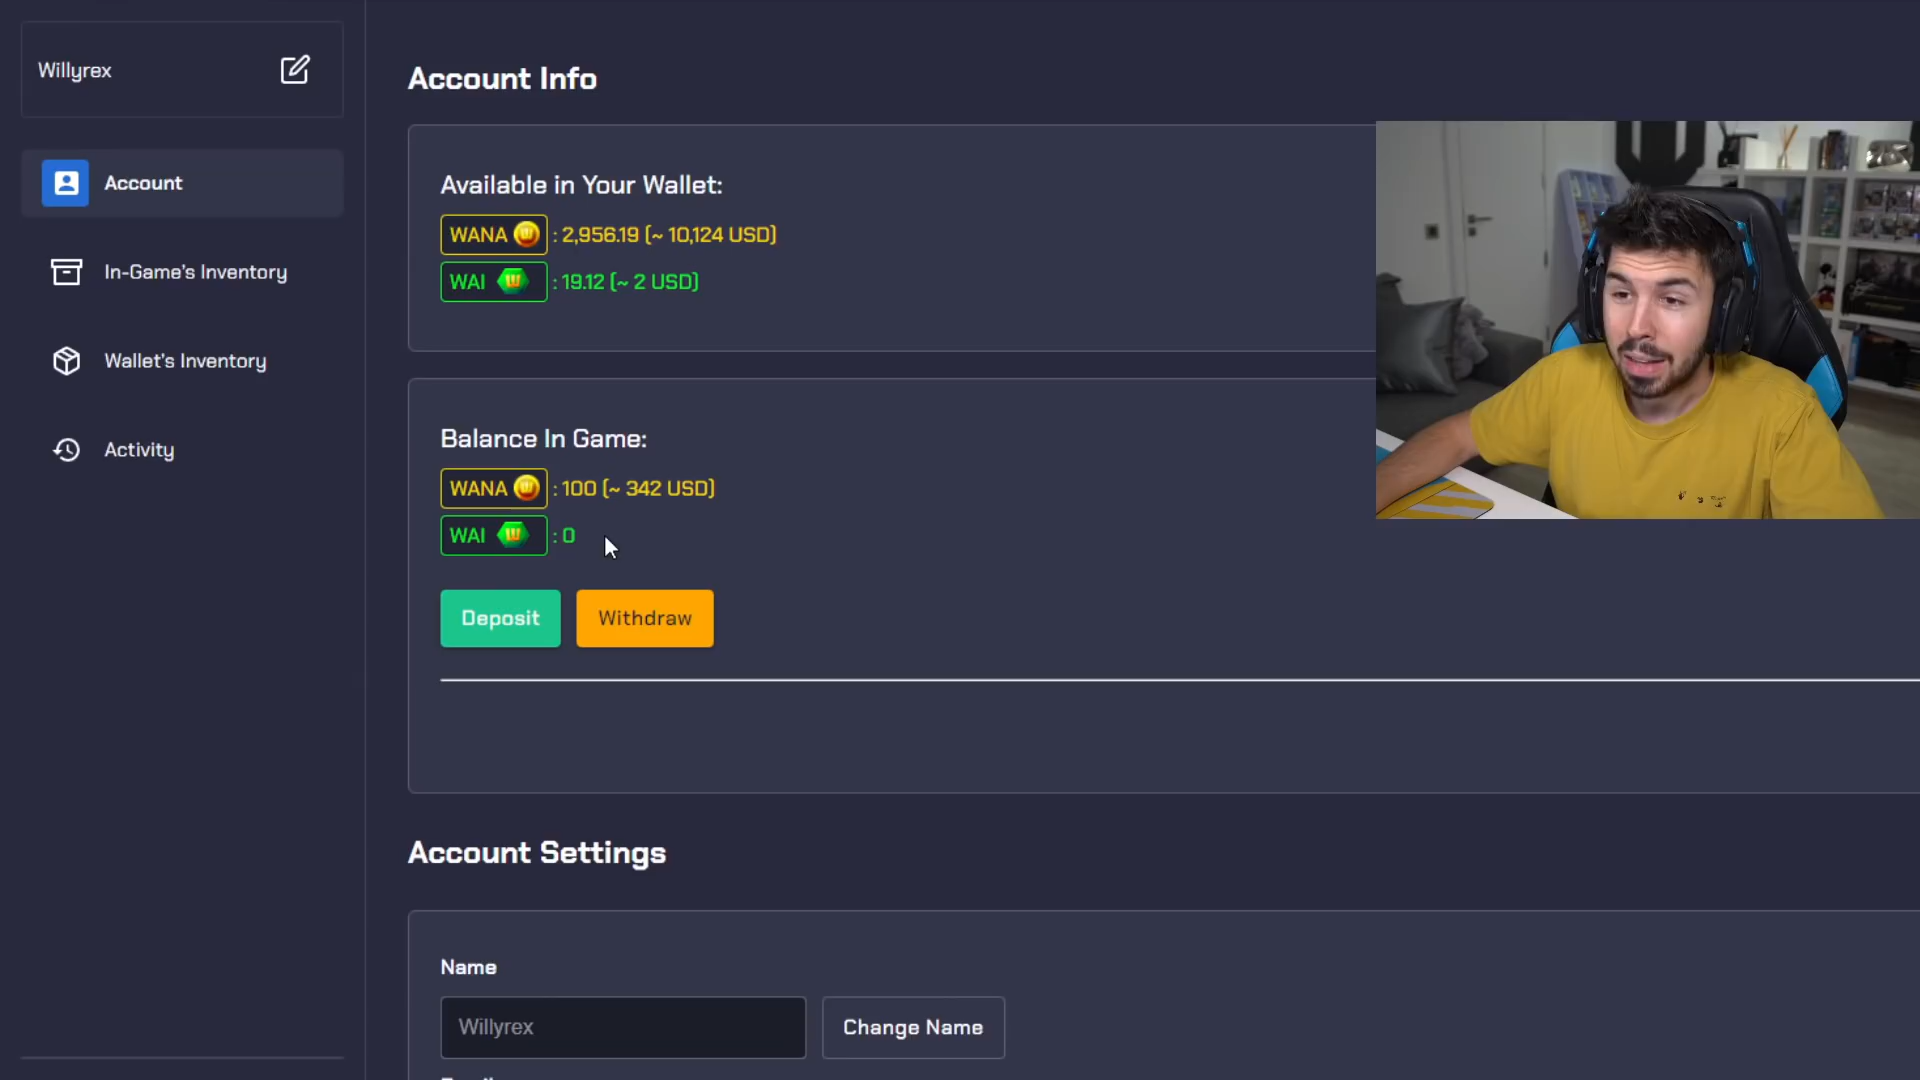 Willyrex
Account
In-Game's Inventory
Wallet's Inventory
Activity
Account Info
Available in Your Wallet:
WANA : 2,956.19 (~ 10,124 USD)
WAI : 19.12 (~ 2 USD)
Balance In Game:
WANA : 100 (~ 342 USD)
WAI : 0
Deposit Withdraw
Account Settings
Name
Willyrex Change Name